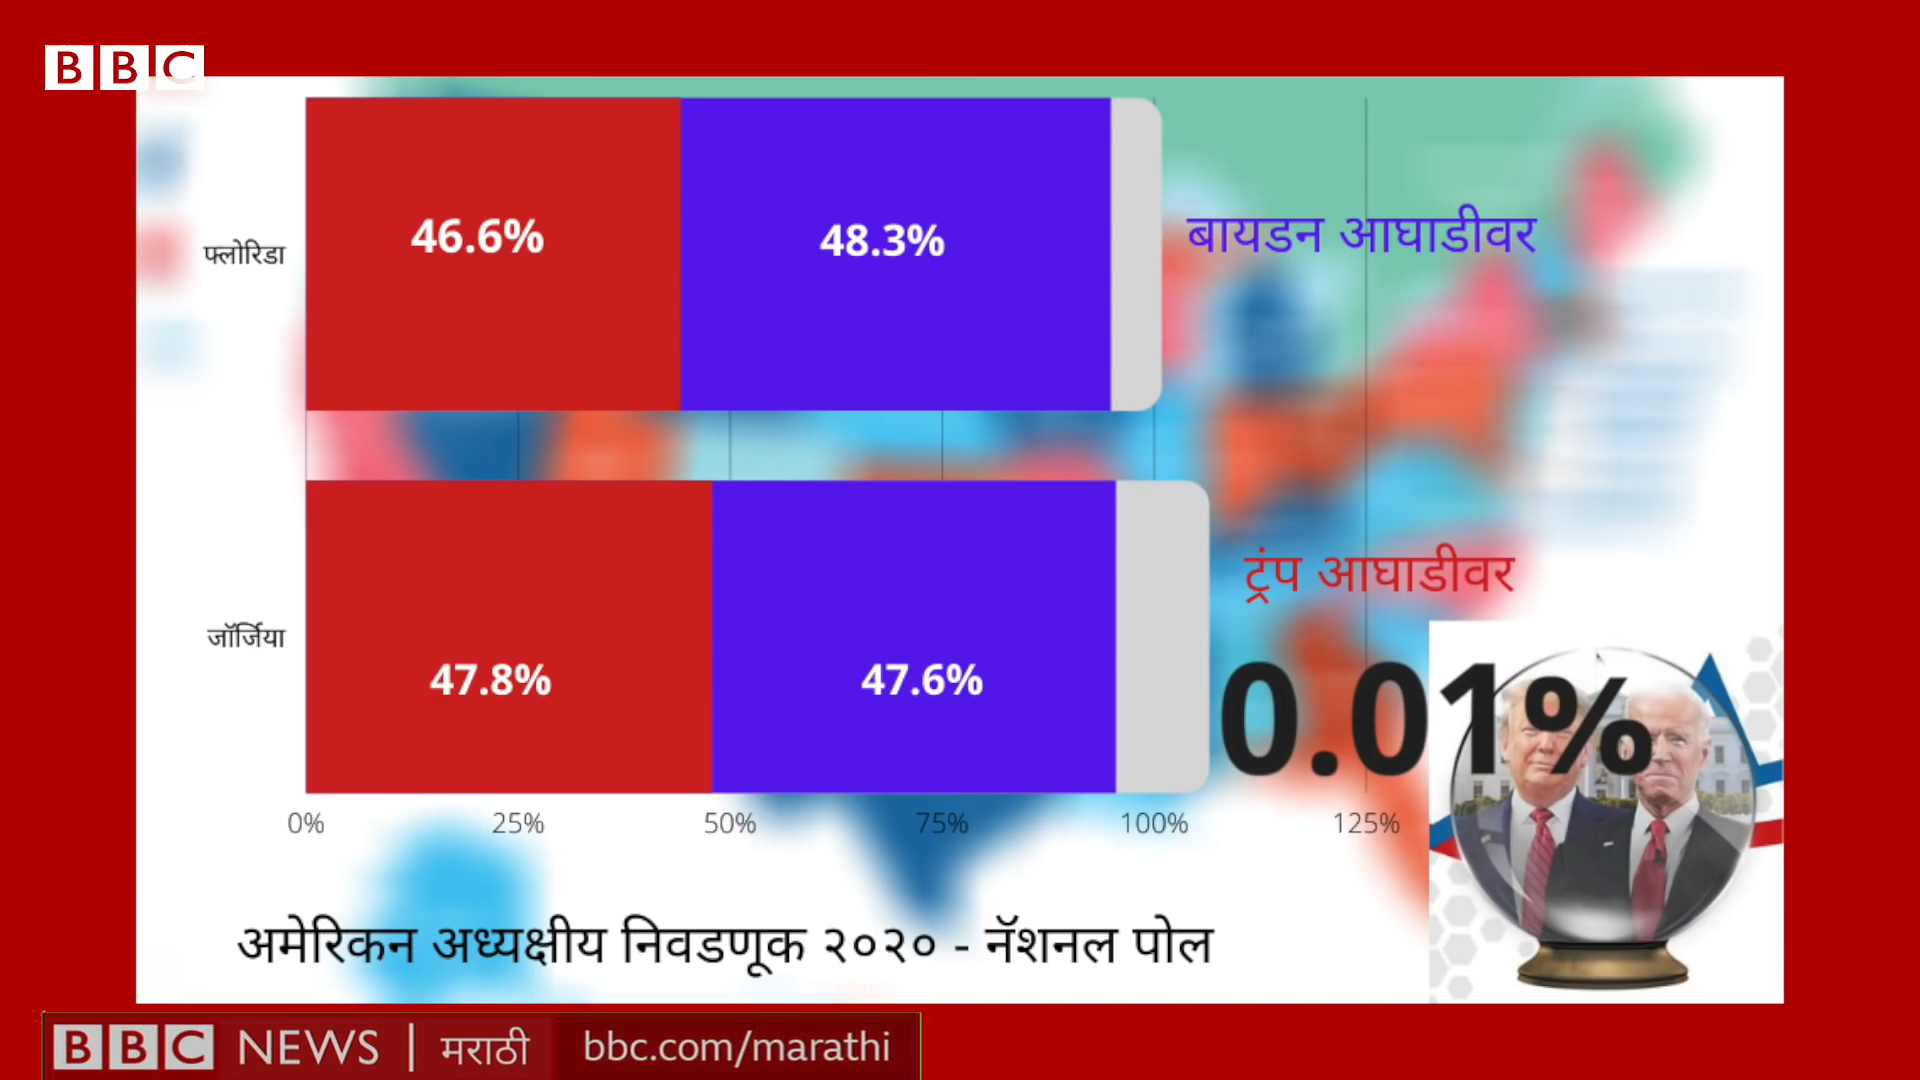 BBC
फ्लोरिडा
46.6%
48.3%
बायडन आघाडीवर
जॉर्जिया
47.8%
47.6%
ट्रंप आघाडीवर
0.01%
0% 25% 50% 75% 100% 125%
अमेरिकन अध्यक्षीय निवडणूक २०२० - नॅशनल पोल
BBC NEWS | मराठी bbc.com/marathi